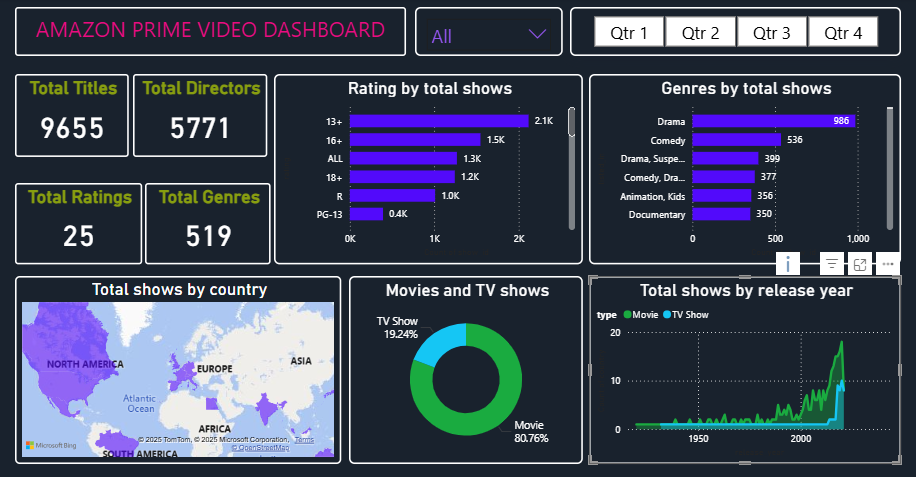 AMAZON PRIME VIDEO DASHBOARD
All
Qtr 1 Qtr 2 Qtr 3 Qtr 4
Total Titles
9655
Total Directors
5771
Total Ratings
25
Total Genres
519
Rating by total shows
13+ 2.1K
16+ 1.5K
ALL 1.3K
18+ 1.2K
R 1.0K
PG-13 0.4K
0K 1K 2K
Genres by total shows
Drama 986
Comedy 536
Drama, Suspe... 399
Comedy, Dra... 377
Animation, Kids 356
Documentary 350
0 500 1,000
Total shows by country
NORTH AMERICA
EUROPE
ASIA
Atlantic
Ocean
AFRICA
SOUTH AMERICA
Microsoft Bing
© 2025 TomTom, © 2025 Microsoft Corporation, Terms
© OpenStreetMap
Movies and TV shows
TV Show
19.24%
Movie
80.76%
Total shows by release year
type Movie TV Show
20
10
0
1950 2000